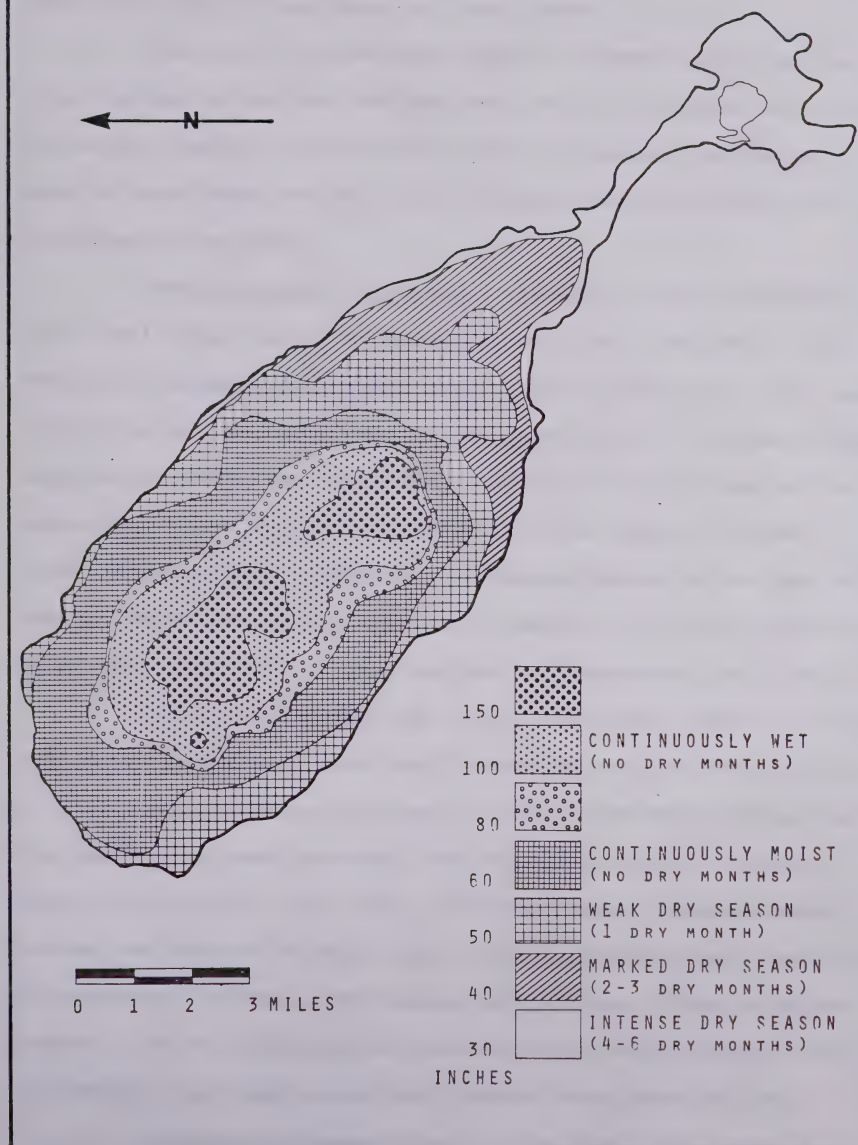 N
150
100 CONTINUOUSLY WET
(NO DRY MONTHS)
80
60 CONTINUOUSLY MOIST
(NO DRY MONTHS)
50 WEAK DRY SEASON
(1 DRY MONTH)
40 MARKED DRY SEASON
(2-3 DRY MONTHS)
30 INTENSE DRY SEASON
(4-6 DRY MONTHS)
INCHES
0 1 2 3 MILES